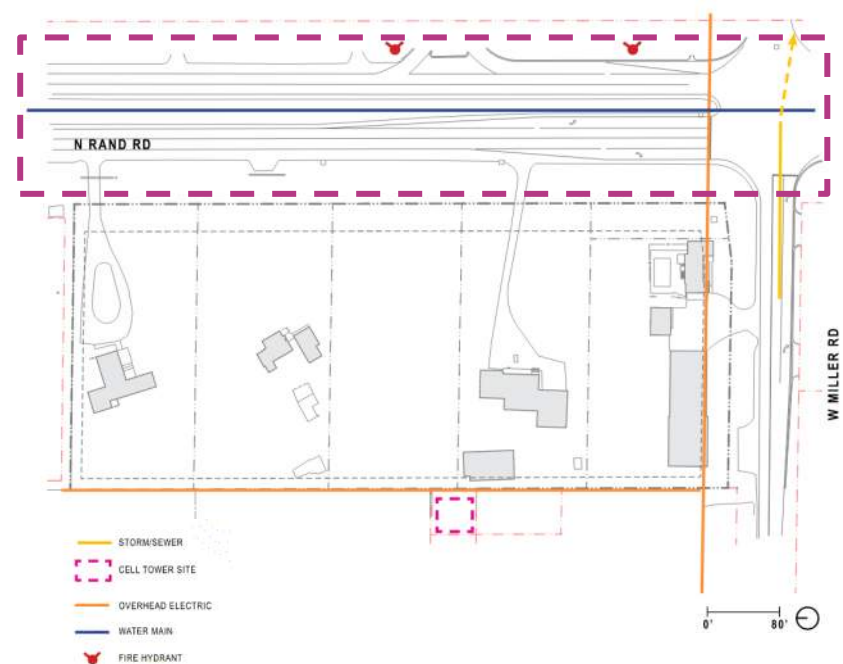 N RAND RD
W MILLER RD
STORM/SEWER
CELL TOWER SITE
OVERHEAD ELECTRIC
WATER MAIN
FIRE HYDRANT
0' 80'